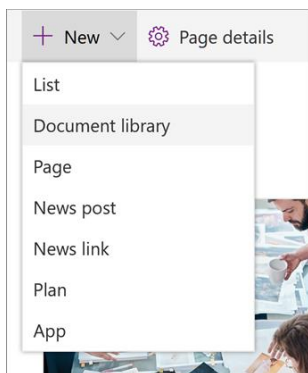 New Page details
List
Document library
Page
News post
News link
Plan
App